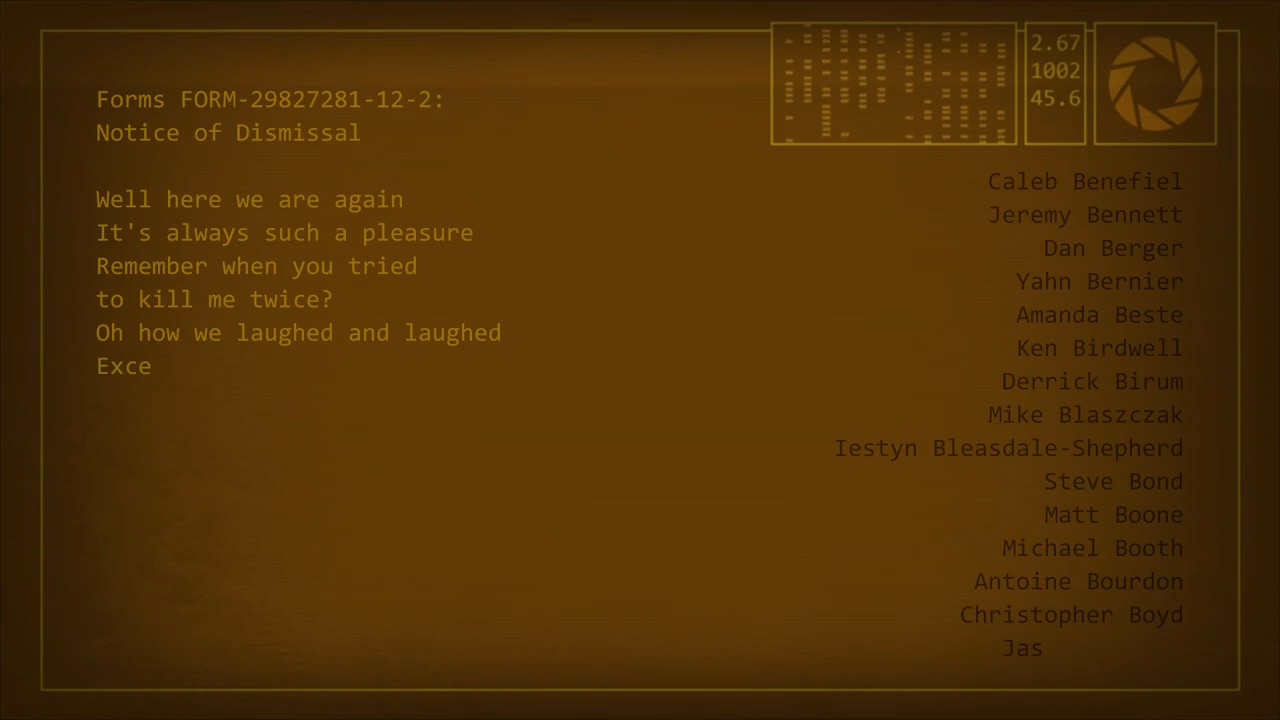 Forms FORM-29827281-12-2:
Notice of Dismissal
Well here we are again
It's always such a pleasure
Remember when you tried
to kill me twice?
Oh how we laughed and laughed
Exce
2.67
1002
45.6
Caleb Benefiel
Jeremy Bennett
Dan Berger
Yahn Bernier
Amanda Beste
Ken Birdwell
Derrick Birum
Mike Blaszczak
Iestyn Bleasdale-Shepherd
Steve Bond
Matt Boone
Michael Booth
Antoine Bourdon
Christopher Boyd
Jas